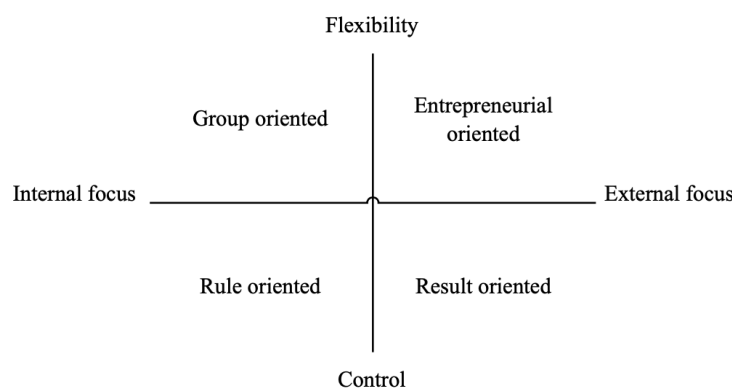 Flexibility
Group oriented
Entrepreneurial
oriented
Internal focus
External focus
Rule oriented
Result oriented
Control